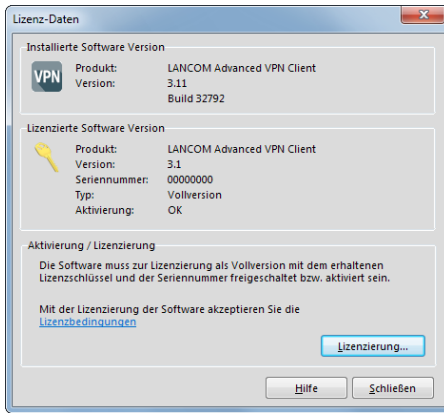 Lizenz-Daten
Installierte Software Version
VPN
Produkt: LANCOM Advanced VPN Client
Version: 3.11
Build 32792
Lizenzierte Software Version
Produkt: LANCOM Advanced VPN Client
Version: 3.1
Seriennummer: 00000000
Typ: Vollversion
Aktivierung: OK
Aktivierung / Lizenzierung
Die Software muss zur Lizenzierung als Vollversion mit dem erhaltenen
Lizenzschlüssel und der Seriennummer freigeschaltet bzw. aktiviert sein.
Mit der Lizenzierung der Software akzeptieren Sie die
Lizenzbedingungen
Lizenzierung...
Hilfe Schließen